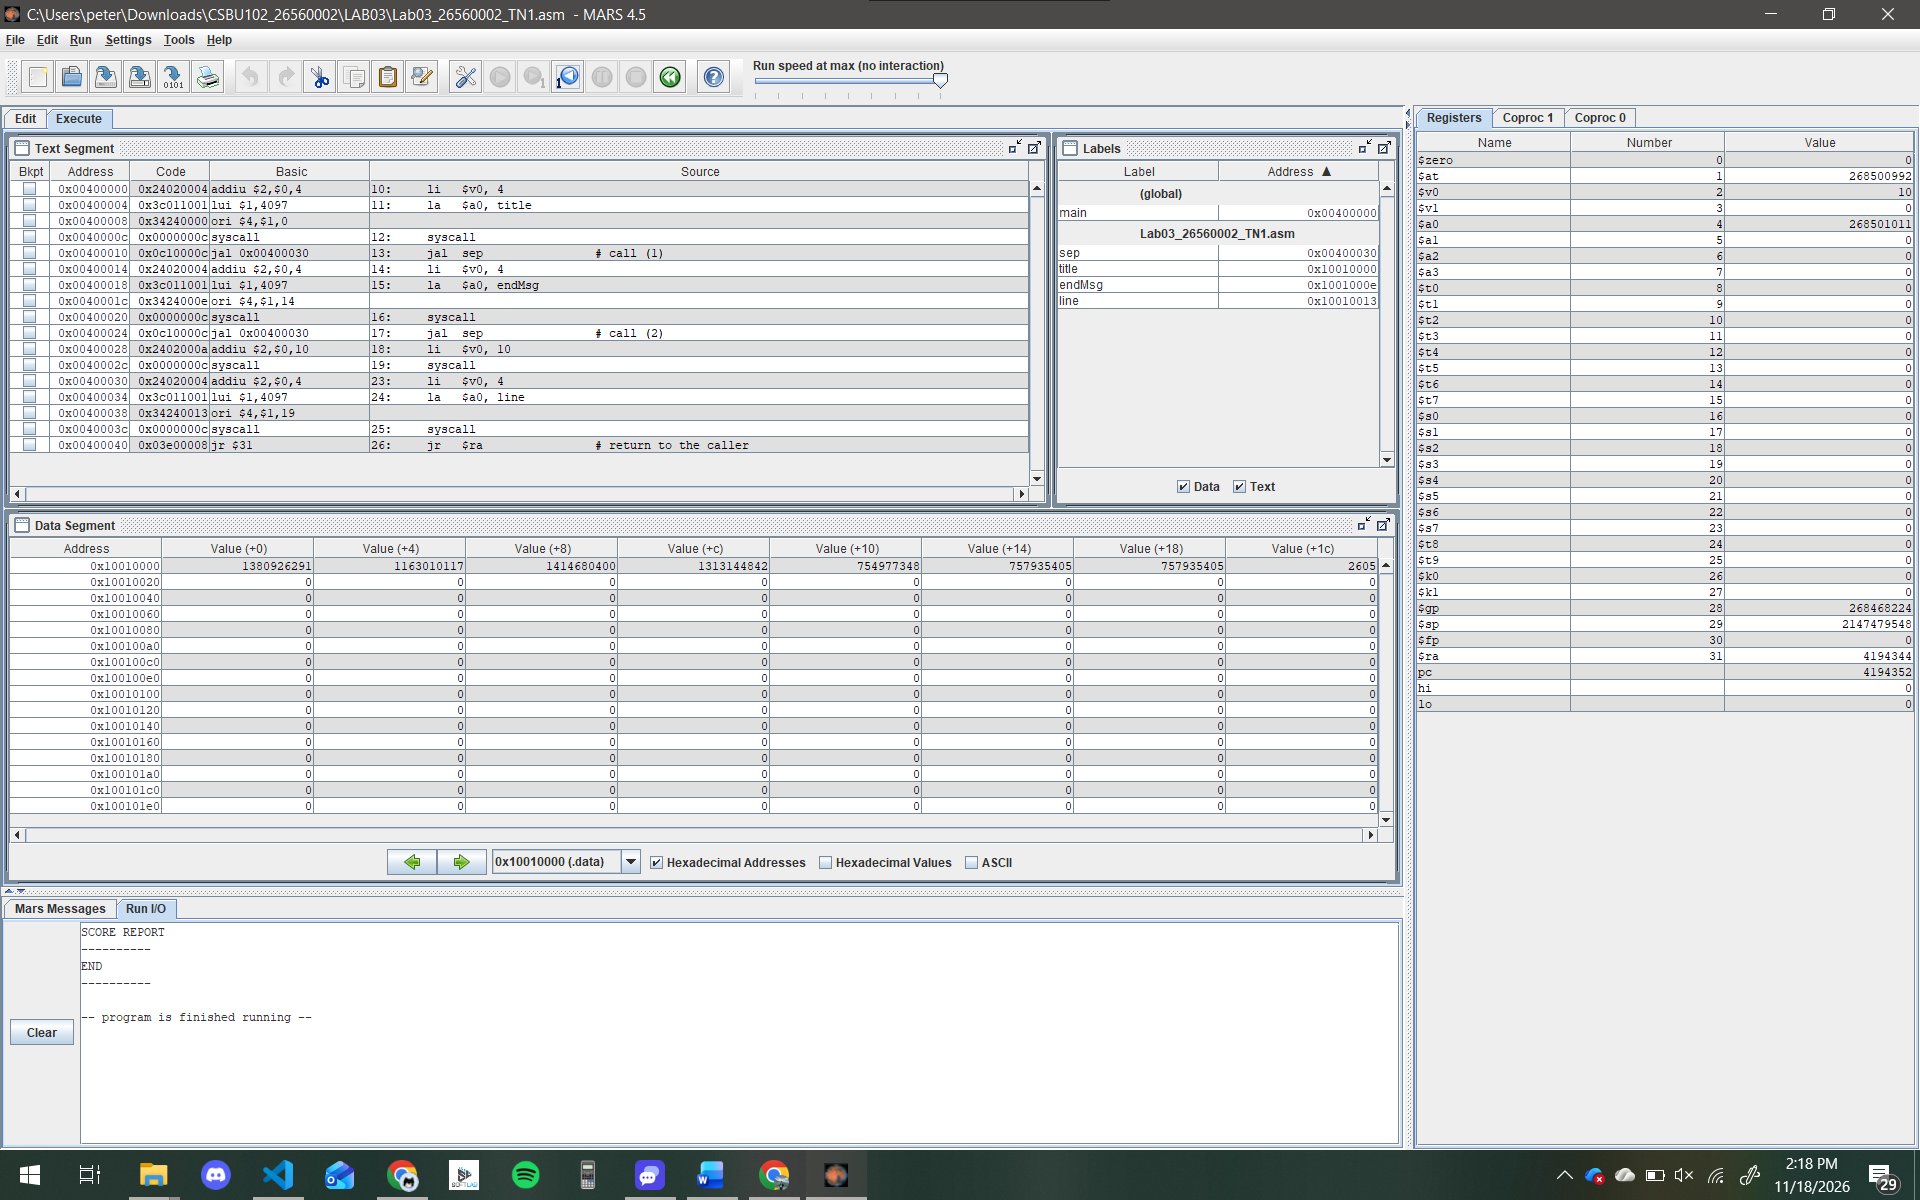 C:\Users\peter\Downloads\CSBU102_26560002\LAB03\Lab03_26560002_TN1.asm - MARS 4.5
File Edit Run Settings Tools Help
Run speed at max (no interaction)
Edit Execute
Text Segment
Bkpt Address Code Basic Source
0x00400000 0x24020004 addiu $2,$0,4 10: li $v0, 4
0x00400004 0x3c011001 lui $1,4097 11: la $a0, title
0x00400008 0x34240000 ori $4,$1,0
0x0040000c 0x0000000c syscall 12: syscall
0x00400010 0x0c10000c jal 0x00400030 13: jal sep # call (1)
0x00400014 0x24020004 addiu $2,$0,4 14: li $v0, 4
0x00400018 0x3c011001 lui $1,4097 15: la $a0, endMsg
0x0040001c 0x3424000e ori $4,$1,14
0x00400020 0x0000000c syscall 16: syscall
0x00400024 0x0c10000c jal 0x00400030 17: jal sep # call (2)
0x00400028 0x2402000a addiu $2,$0,10 18: li $v0, 10
0x0040002c 0x0000000c syscall 19: syscall
0x00400030 0x24020004 addiu $2,$0,4 23: li $v0, 4
0x00400034 0x3c011001 lui $1,4097 24: la $a0, line
0x00400038 0x34240013 ori $4,$1,19
0x0040003c 0x0000000c syscall 25: syscall
0x00400040 0x03e00008 jr $31 26: jr $ra # return to the caller
Labels
Label Address ▲
(global)
main 0x00400000
Lab03_26560002_TN1.asm
sep 0x00400030
title 0x10010000
endMsg 0x1001000e
line 0x10010013
Data Text
Data Segment
Address Value (+0) Value (+4) Value (+8) Value (+c) Value (+10) Value (+14) Value (+18) Value (+1c)
0x10010000 1380926291 1163010117 1414680400 1313144842 754977348 757935405 757935405 2605
0x10010020 0 0 0 0 0 0 0 0
0x10010040 0 0 0 0 0 0 0 0
0x10010060 0 0 0 0 0 0 0 0
0x10010080 0 0 0 0 0 0 0 0
0x100100a0 0 0 0 0 0 0 0 0
0x100100c0 0 0 0 0 0 0 0 0
0x100100e0 0 0 0 0 0 0 0 0
0x10010100 0 0 0 0 0 0 0 0
0x10010120 0 0 0 0 0 0 0 0
0x10010140 0 0 0 0 0 0 0 0
0x10010160 0 0 0 0 0 0 0 0
0x10010180 0 0 0 0 0 0 0 0
0x100101a0 0 0 0 0 0 0 0 0
0x100101c0 0 0 0 0 0 0 0 0
0x100101e0 0 0 0 0 0 0 0 0
0x10010000 (.data) Hexadecimal Addresses Hexadecimal Values ASCII
Mars Messages Run I/O
SCORE REPORT
----------
END
----------
-- program is finished running --
Clear
Registers Coproc 1 Coproc 0
Name Number Value
$zero 0 0
$at 1 268500992
$v0 2 10
$v1 3 0
$a0 4 268501011
$a1 5 0
$a2 6 0
$a3 7 0
$t0 8 0
$t1 9 0
$t2 10 0
$t3 11 0
$t4 12 0
$t5 13 0
$t6 14 0
$t7 15 0
$s0 16 0
$s1 17 0
$s2 18 0
$s3 19 0
$s4 20 0
$s5 21 0
$s6 22 0
$s7 23 0
$t8 24 0
$t9 25 0
$k0 26 0
$k1 27 0
$gp 28 268468224
$sp 29 2147479548
$fp 30 0
$ra 31 4194344
pc 4194352
hi 0
lo 0
2:18 PM
11/18/2026
29